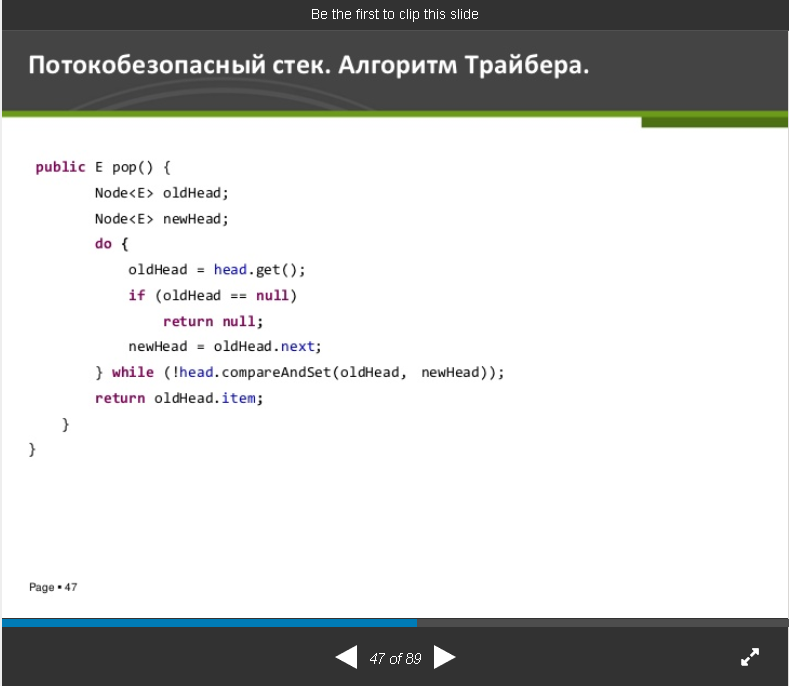 Be the first to clip this slide
Потокобезопасный стек. Алгоритм Трайбера.
public E pop() {
Node<E> oldHead;
Node<E> newHead;
do {
oldHead = head.get();
if (oldHead == null)
return null;
newHead = oldHead.next;
} while (!head.compareAndSet(oldHead, newHead));
return oldHead.item;
}
}
Page ▪ 47
47 of 89